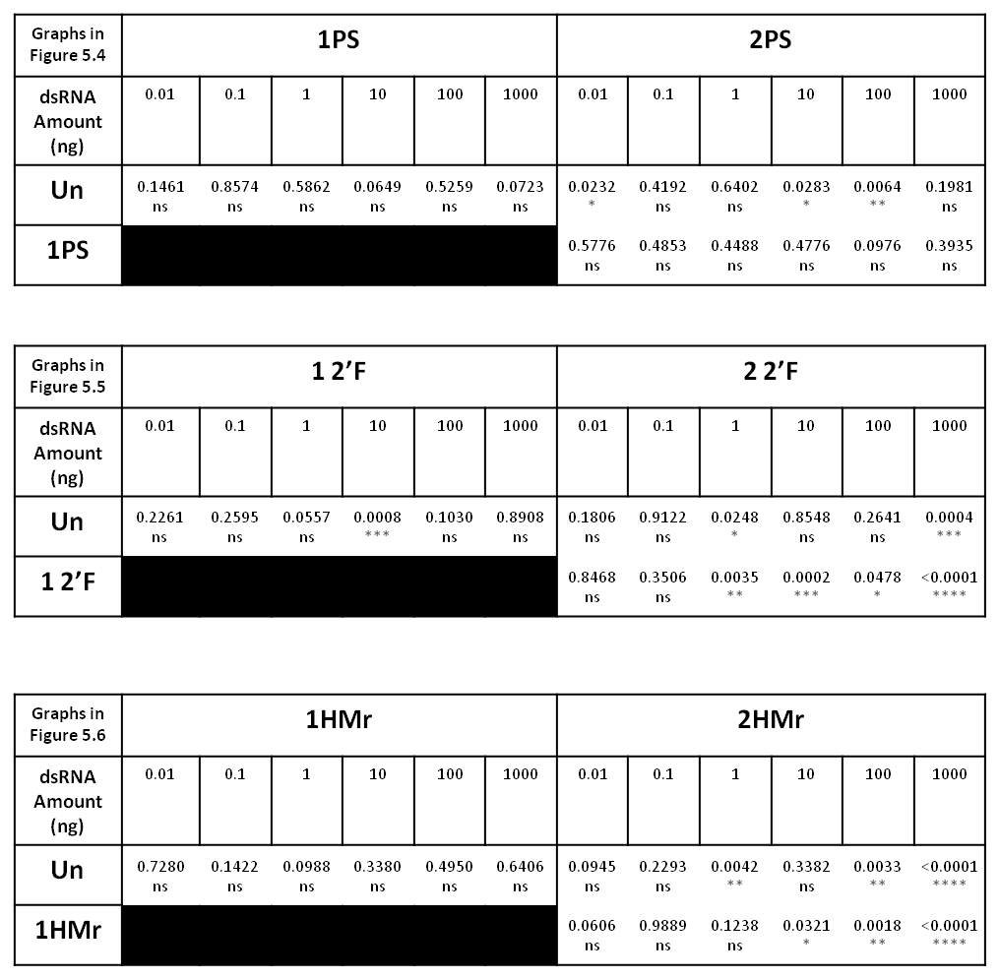 Graphs in
Figure 5.4
1PS
2PS
dsRNA
Amount
(ng)
0.01 0.1 1 10 100 1000 0.01 0.1 1 10 100 1000
Un
0.1461 0.8574 0.5862 0.0649 0.5259 0.0723 0.0232 0.4192 0.6402 0.0283 0.0064 0.1981
ns ns ns ns ns ns * ns ns * ** ns
1PS
0.5776 0.4853 0.4488 0.4776 0.0976 0.3935
ns ns ns ns ns ns
Graphs in
Figure 5.5
1 2’F
2 2’F
dsRNA
Amount
(ng)
0.01 0.1 1 10 100 1000 0.01 0.1 1 10 100 1000
Un
0.2261 0.2595 0.0557 0.0008 0.1030 0.8908 0.1806 0.9122 0.0248 0.8548 0.2641 0.0004
ns ns ns *** ns ns ns ns * ns ns ***
1 2’F
0.8468 0.3506 0.0035 0.0002 0.0478 <0.0001
ns ns ** *** * ****
Graphs in
Figure 5.6
1HMr
2HMr
dsRNA
Amount
(ng)
0.01 0.1 1 10 100 1000 0.01 0.1 1 10 100 1000
Un
0.7280 0.1422 0.0988 0.3380 0.4950 0.6406 0.0945 0.2293 0.0042 0.3382 0.0033 <0.0001
ns ns ns ns ns ns ns ns ** ns ** ****
1HMr
0.0606 0.9889 0.1238 0.0321 0.0018 <0.0001
ns ns ns * ** ****